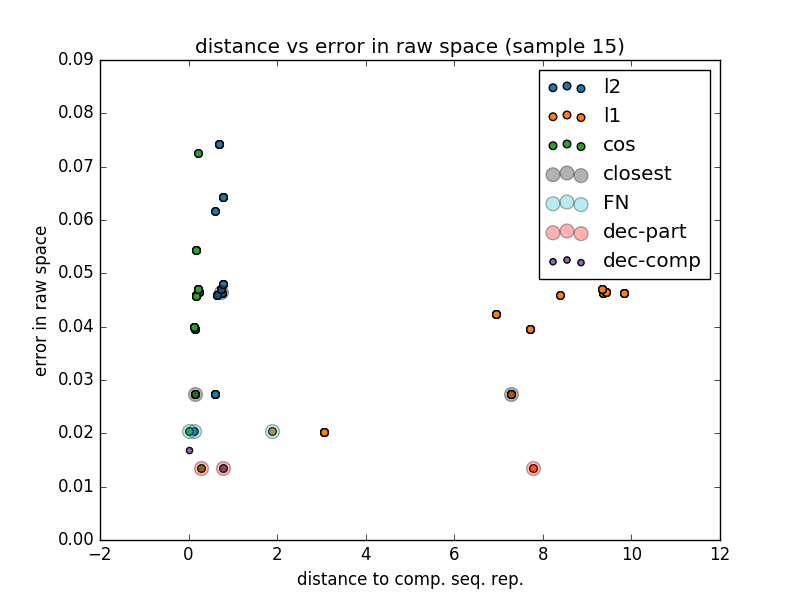 distance vs error in raw space (sample 15)
0.09
0.08
0.07
0.06
0.05
0.04
0.03
0.02
0.01
0.00
error in raw space
l2
l1
cos
closest
FN
dec-part
dec-comp
−2 0 2 4 6 8 10 12
distance to comp. seq. rep.